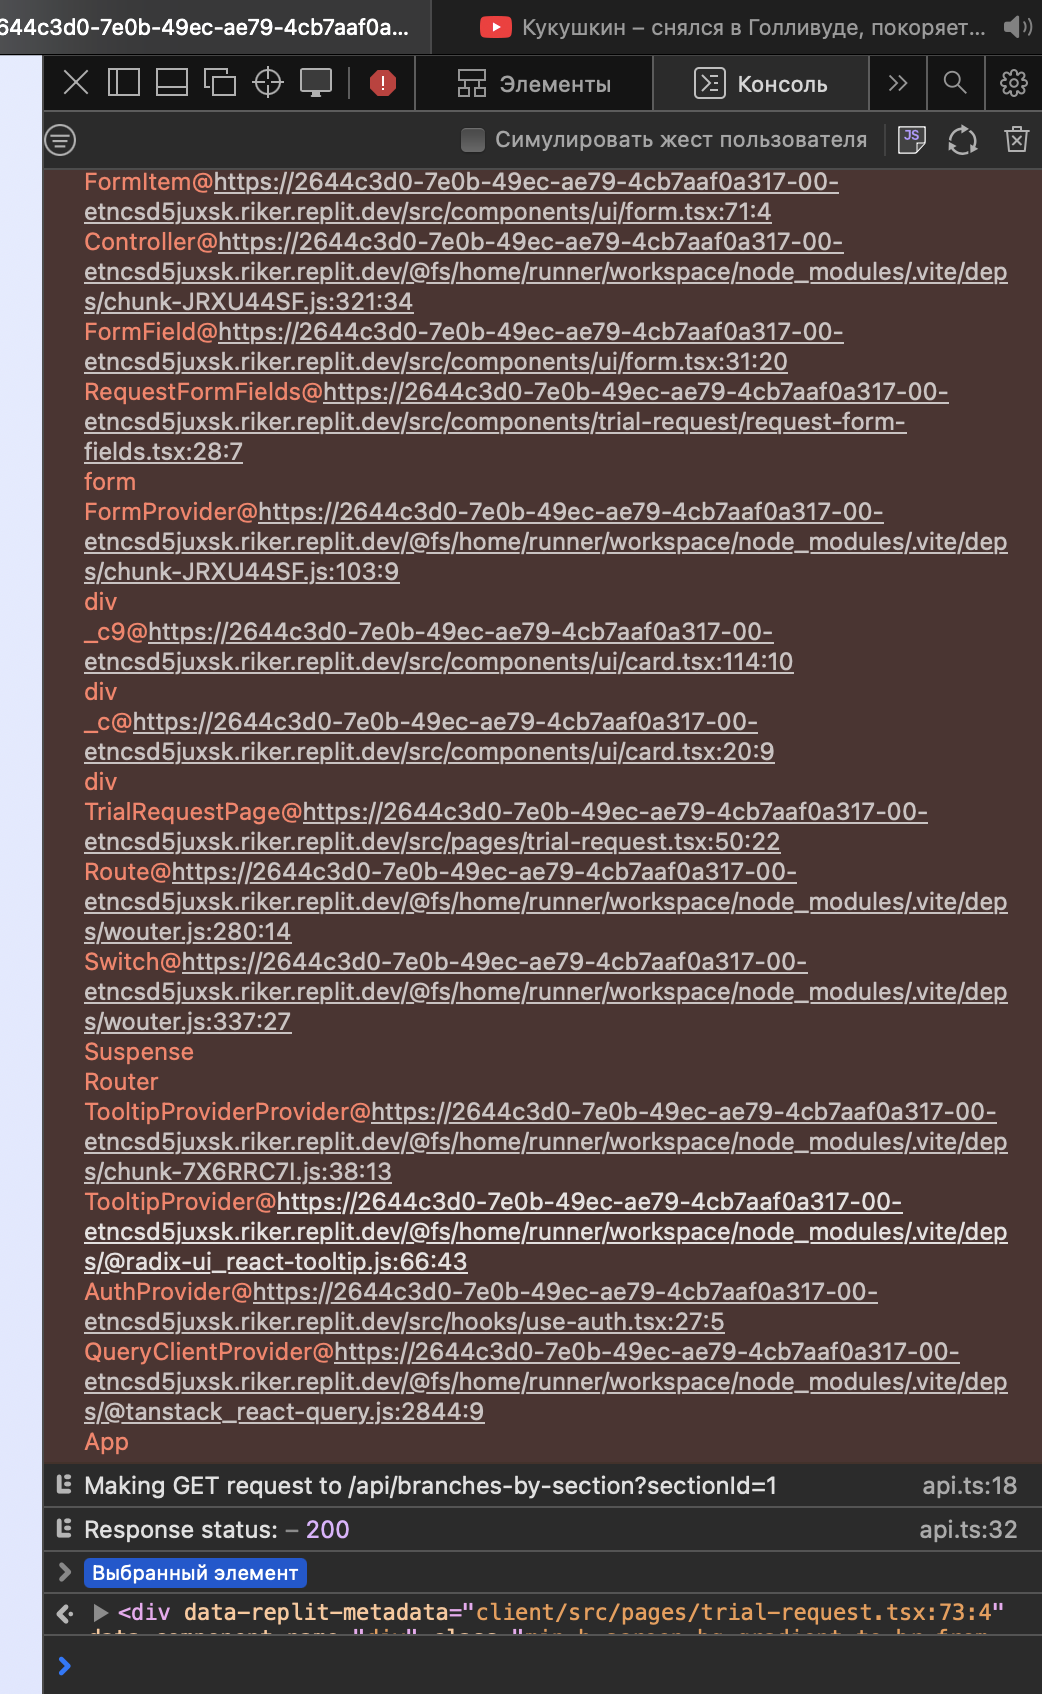 644c3d0-7e0b-49ec-ae79-4cb7aaf0a...
Кукушкин – снялся в Голливуде, покоряет...
Элементы
Консоль
Симулировать жест пользователя
JS
FormItem@https://2644c3d0-7e0b-49ec-ae79-4cb7aaf0a317-00-
etncsd5juxsk.riker.replit.dev/src/components/ui/form.tsx:71:4
Controller@https://2644c3d0-7e0b-49ec-ae79-4cb7aaf0a317-00-
etncsd5juxsk.riker.replit.dev/@fs/home/runner/workspace/node_modules/.vite/dep
s/chunk-JRXU44SF.js:321:34
FormField@https://2644c3d0-7e0b-49ec-ae79-4cb7aaf0a317-00-
etncsd5juxsk.riker.replit.dev/src/components/ui/form.tsx:31:20
RequestFormFields@https://2644c3d0-7e0b-49ec-ae79-4cb7aaf0a317-00-
etncsd5juxsk.riker.replit.dev/src/components/trial-request/request-form-
fields.tsx:28:7
form
FormProvider@https://2644c3d0-7e0b-49ec-ae79-4cb7aaf0a317-00-
etncsd5juxsk.riker.replit.dev/@fs/home/runner/workspace/node_modules/.vite/dep
s/chunk-JRXU44SF.js:103:9
div
_c9@https://2644c3d0-7e0b-49ec-ae79-4cb7aaf0a317-00-
etncsd5juxsk.riker.replit.dev/src/components/ui/card.tsx:114:10
div
_c@https://2644c3d0-7e0b-49ec-ae79-4cb7aaf0a317-00-
etncsd5juxsk.riker.replit.dev/src/components/ui/card.tsx:20:9
div
TrialRequestPage@https://2644c3d0-7e0b-49ec-ae79-4cb7aaf0a317-00-
etncsd5juxsk.riker.replit.dev/src/pages/trial-request.tsx:50:22
Route@https://2644c3d0-7e0b-49ec-ae79-4cb7aaf0a317-00-
etncsd5juxsk.riker.replit.dev/@fs/home/runner/workspace/node_modules/.vite/dep
s/wouter.js:280:14
Switch@https://2644c3d0-7e0b-49ec-ae79-4cb7aaf0a317-00-
etncsd5juxsk.riker.replit.dev/@fs/home/runner/workspace/node_modules/.vite/dep
s/wouter.js:337:27
Suspense
Router
TooltipProviderProvider@https://2644c3d0-7e0b-49ec-ae79-4cb7aaf0a317-00-
etncsd5juxsk.riker.replit.dev/@fs/home/runner/workspace/node_modules/.vite/dep
s/chunk-7X6RRC7I.js:38:13
TooltipProvider@https://2644c3d0-7e0b-49ec-ae79-4cb7aaf0a317-00-
etncsd5juxsk.riker.replit.dev/@fs/home/runner/workspace/node_modules/.vite/dep
s/@radix-ui_react-tooltip.js:66:43
AuthProvider@https://2644c3d0-7e0b-49ec-ae79-4cb7aaf0a317-00-
etncsd5juxsk.riker.replit.dev/src/hooks/use-auth.tsx:27:5
QueryClientProvider@https://2644c3d0-7e0b-49ec-ae79-4cb7aaf0a317-00-
etncsd5juxsk.riker.replit.dev/@fs/home/runner/workspace/node_modules/.vite/dep
s/@tanstack_react-query.js:2844:9
App
Making GET request to /api/branches-by-section?sectionId=1 api.ts:18
Response status: – 200 api.ts:32
Выбранный элемент
<div data-replit-metadata="client/src/pages/trial-request.tsx:73:4"